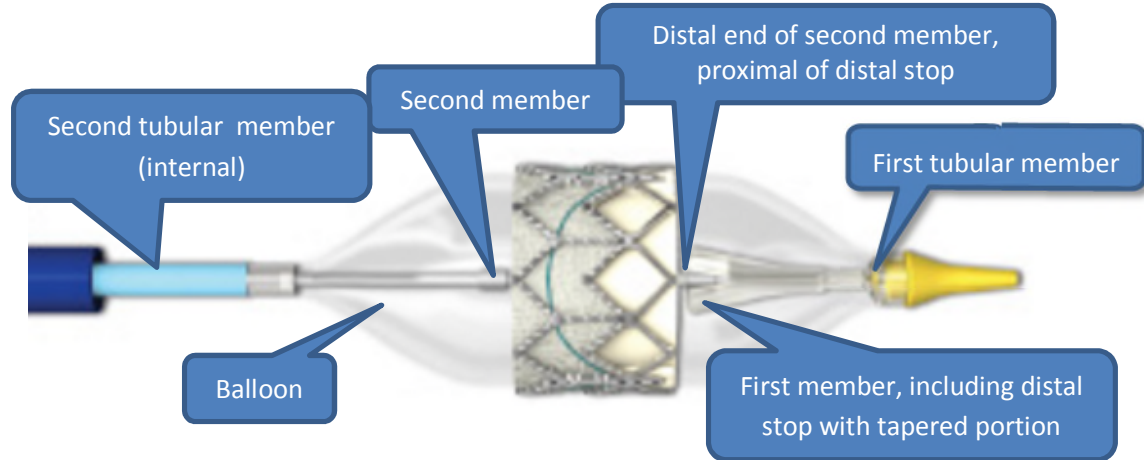 Distal end of second member,
proximal of distal stop
Second member
Second tubular member
(internal)
First tubular member
Balloon
First member, including distal
stop with tapered portion